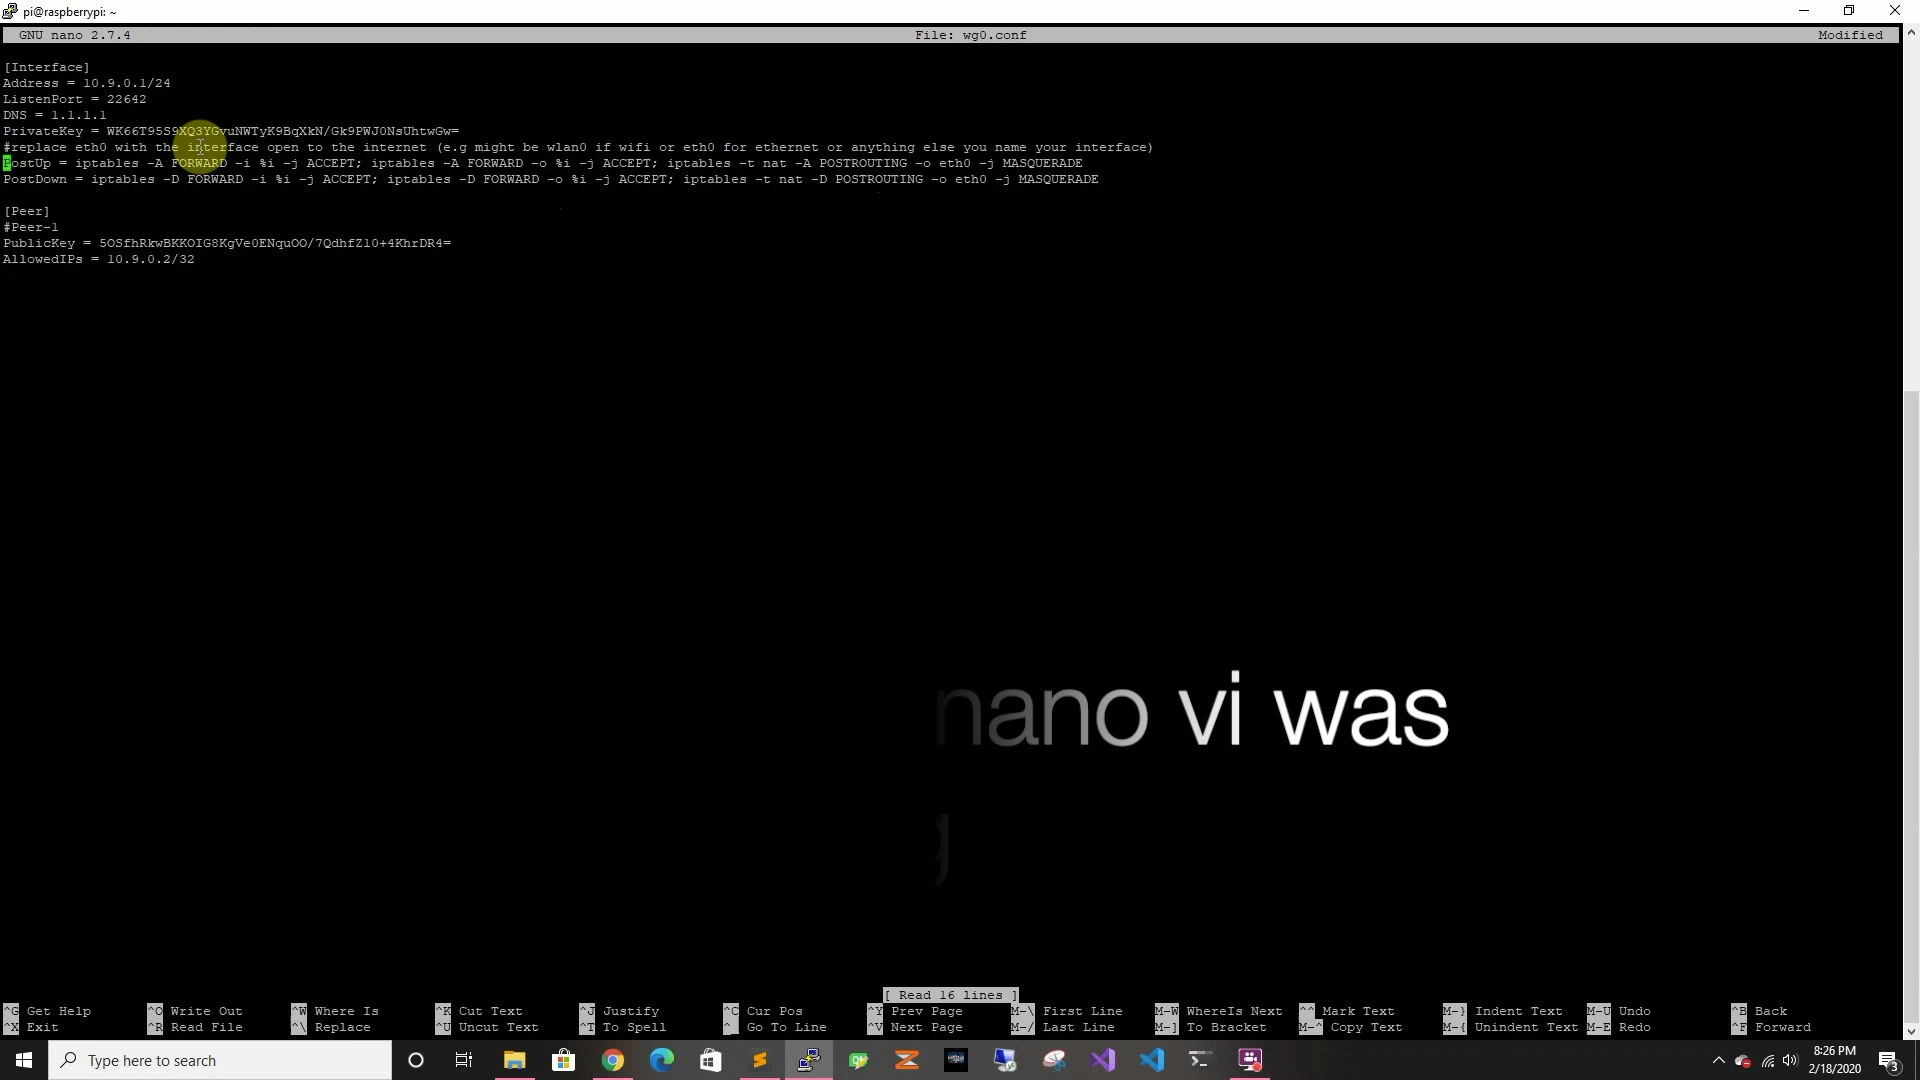 pi@raspberrypi: ~
GNU nano 2.7.4 File: wg0.conf Modified
[Interface]
Address = 10.9.0.1/24
ListenPort = 22642
DNS = 1.1.1.1
PrivateKey = WK66T95S9XQ3YGvuNWTyK9BqXkN/Gk9PWJ0NsUhtwGw=
#replace eth0 with the interface open to the internet (e.g might be wlan0 if wifi or eth0 for ethernet or anything else you name your interface)
PostUp = iptables -A FORWARD -i %i -j ACCEPT; iptables -A FORWARD -o %i -j ACCEPT; iptables -t nat -A POSTROUTING -o eth0 -j MASQUERADE
PostDown = iptables -D FORWARD -i %i -j ACCEPT; iptables -D FORWARD -o %i -j ACCEPT; iptables -t nat -D POSTROUTING -o eth0 -j MASQUERADE
[Peer]
#Peer-1
PublicKey = 5OSfhRkwBKKOIG8KgVe0ENquOO/7QdhfZ10+4KhrDR4=
AllowedIPs = 10.9.0.2/32
nano vi was
g
[ Read 16 lines ]
^G Get Help ^O Write Out ^W Where Is ^K Cut Text ^J Justify ^C Cur Pos ^Y Prev Page M-\ First Line M-W WhereIs Next ^^ Mark Text M-} Indent Text M-U Undo ^B Back
^X Exit ^R Read File ^\ Replace ^U Uncut Text ^T To Spell ^_ Go To Line ^V Next Page M-/ Last Line M-] To Bracket M-^ Copy Text M-{ Unindent Text M-E Redo ^F Forward
Type here to search
8:26 PM
2/18/2020
3